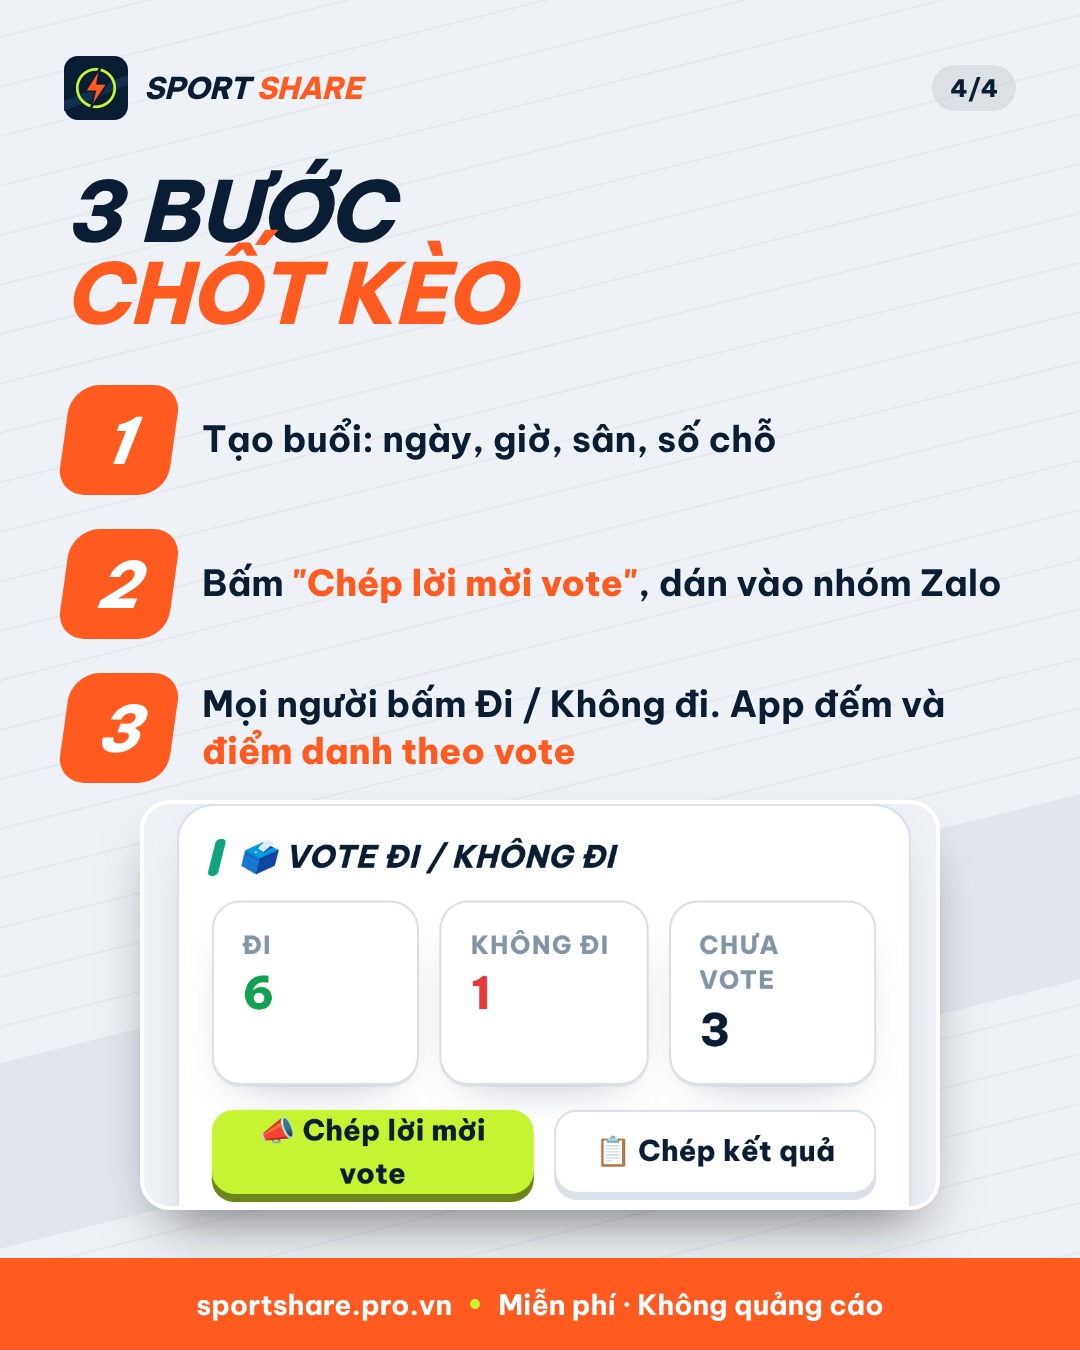 SPORT SHARE
4/4
3 BƯỚC
CHỐT KÈO
1
Tạo buổi: ngày, giờ, sân, số chỗ
2
Bấm "Chép lời mời vote", dán vào nhóm Zalo
3
Mọi người bấm Đi / Không đi. App đếm và
điểm danh theo vote
VOTE ĐI / KHÔNG ĐI
ĐI
6
KHÔNG ĐI
1
CHƯA
VOTE
3
Chép lời mời
vote
Chép kết quả
sportshare.pro.vn • Miễn phí · Không quảng cáo